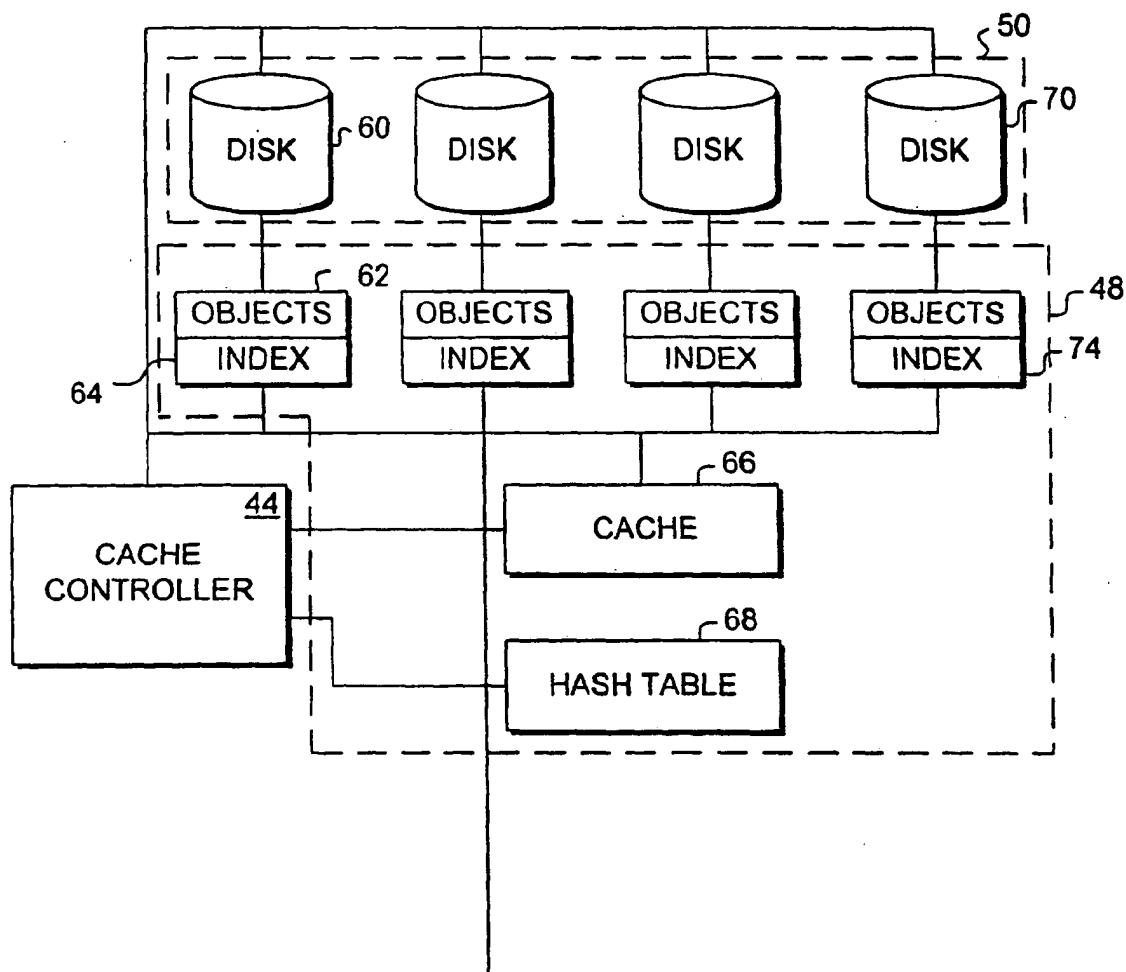 50
DISK
60
DISK
DISK
DISK
70
62
OBJECTS
OBJECTS
OBJECTS
OBJECTS
48
64
INDEX
INDEX
INDEX
INDEX
74
44
CACHE
CONTROLLER
66
CACHE
68
HASH TABLE